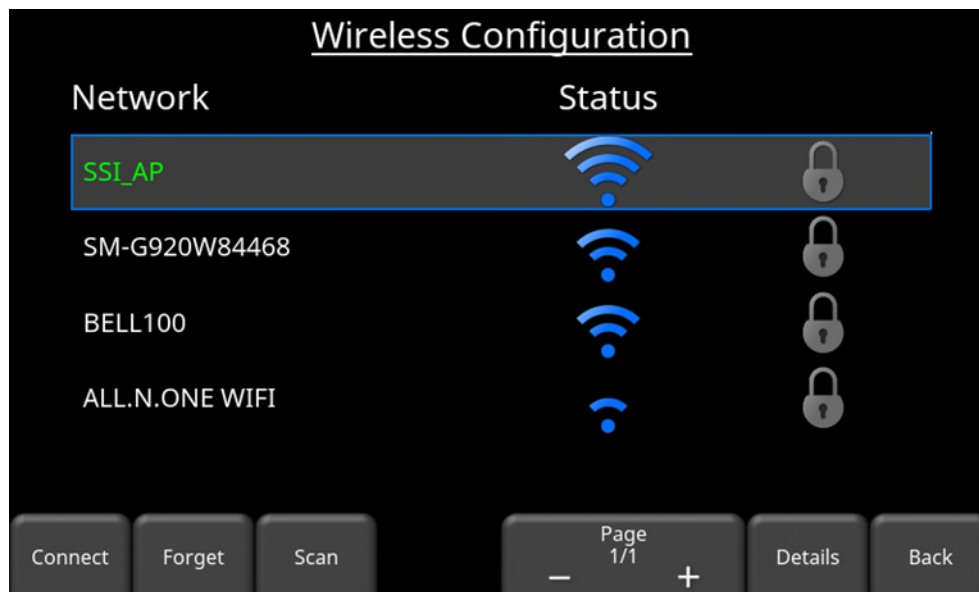 Wireless Configuration
Network Status
SSI_AP
SM-G920W84468
BELL100
ALL.N.ONE WIFI
Connect Forget Scan Page Details Back
1/1
− +